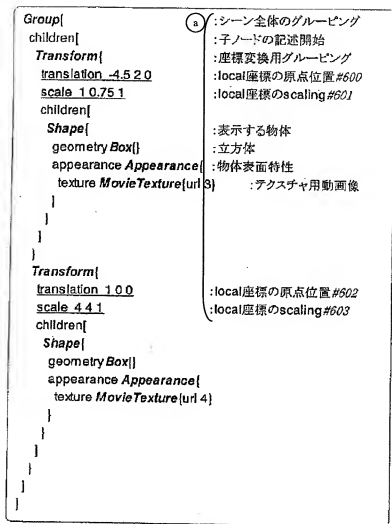 Group{ ⓐ :シーン全体のグルーピング
children[ :子ノードの記述開始
Transform{ :座標変換用グルーピング
translation -4.5 2 0 :local座標の原点位置#600
scale 1 0.75 1 :local座標のscaling#601
children[
Shape{ :表示する物体
geometry Box{} :立方体
appearance Appearance{ :物体表面特性
texture MovieTexture{url 3} :テクスチャ用動画像
}
}
]
}
Transform{
translation 1 0 0 :local座標の原点位置#602
scale 4 4 1 :local座標のscaling#603
children[
Shape{
geometry Box{}
appearance Appearance{
texture MovieTexture{url 4}
}
}
]
}
]
}